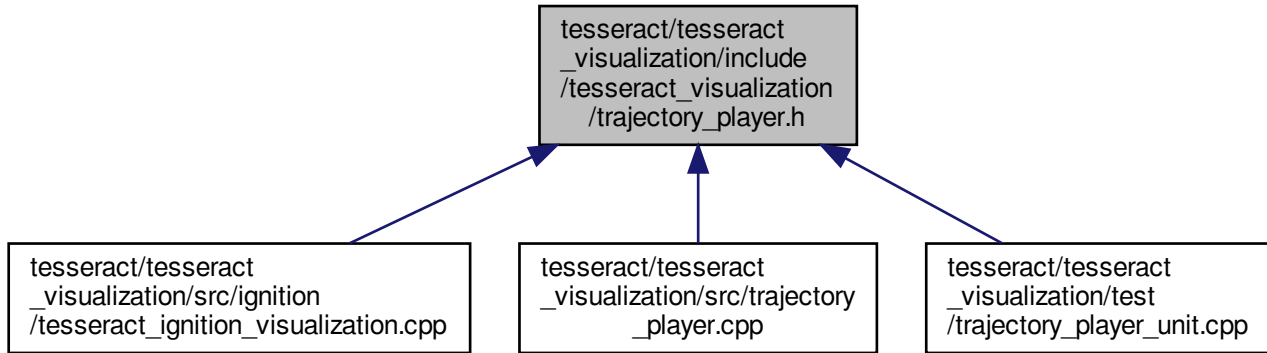 tesseract/tesseract
_visualization/include
/tesseract_visualization
/trajectory_player.h
tesseract/tesseract
_visualization/src/ignition
/tesseract_ignition_visualization.cpp
tesseract/tesseract
_visualization/src/trajectory
_player.cpp
tesseract/tesseract
_visualization/test
/trajectory_player_unit.cpp